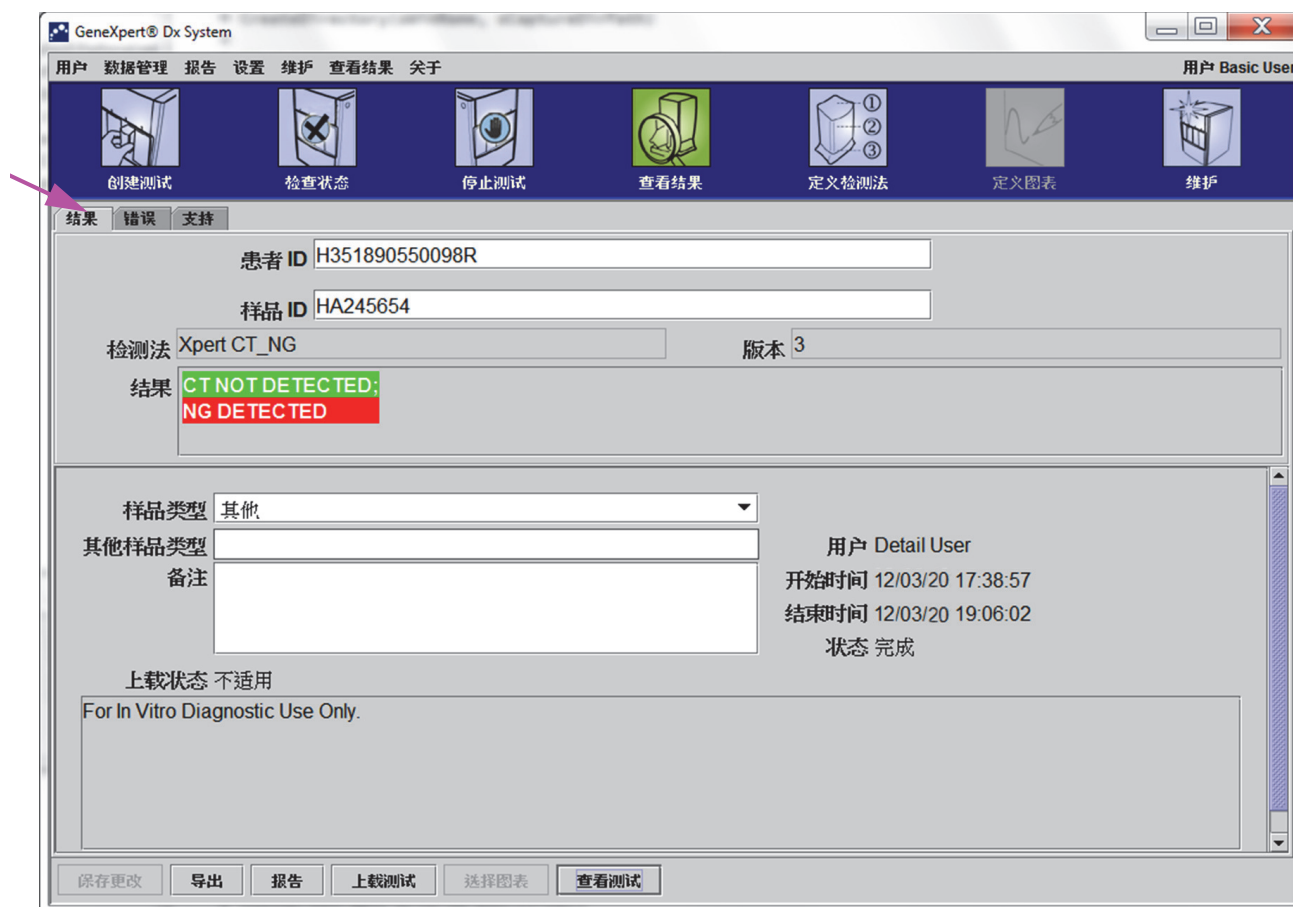 GeneXpert® Dx System
用户 数据管理 报告 设置 维护 查看结果 关于 用户 Basic User
① ② ③
创建测试 检查状态 停止测试 查看结果 定义检测法 定义图表 维护
结果 错误 支持
患者 ID H351890550098R
样品 ID HA245654
检测法 Xpert CT_NG 版本 3
结果 CT NOT DETECTED;
NG DETECTED
样品类型 其他
其他样品类型 用户 Detail User
备注 开始时间 12/03/20 17:38:57
结束时间 12/03/20 19:06:02
状态 完成
上载状态 不适用
For In Vitro Diagnostic Use Only.
保存更改 导出 报告 上载测试 选择图表 查看测试